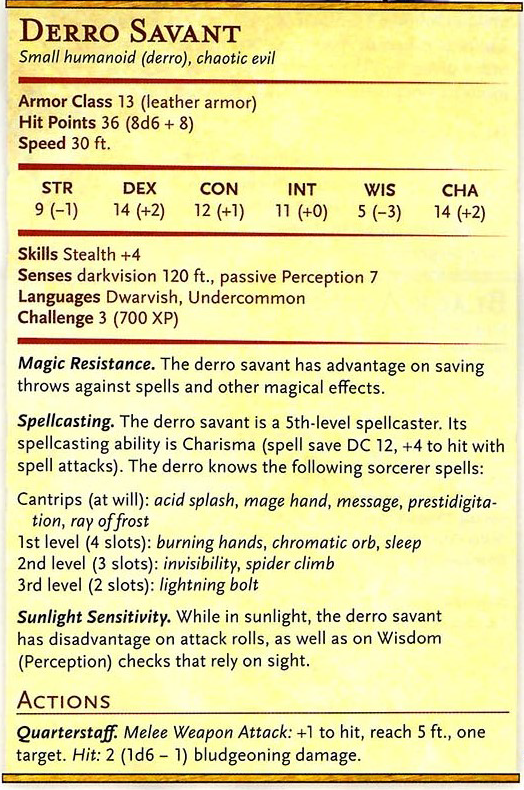 DERRO SAVANT
Small humanoid (derro), chaotic evil
Armor Class 13 (leather armor)
Hit Points 36 (8d6 + 8)
Speed 30 ft.
STR DEX CON INT WIS CHA
9 (–1) 14 (+2) 12 (+1) 11 (+0) 5 (–3) 14 (+2)
Skills Stealth +4
Senses darkvision 120 ft., passive Perception 7
Languages Dwarvish, Undercommon
Challenge 3 (700 XP)
Magic Resistance. The derro savant has advantage on saving
throws against spells and other magical effects.
Spellcasting. The derro savant is a 5th-level spellcaster. Its
spellcasting ability is Charisma (spell save DC 12, +4 to hit with
spell attacks). The derro knows the following sorcerer spells:
Cantrips (at will): acid splash, mage hand, message, prestidigita-
tion, ray of frost
1st level (4 slots): burning hands, chromatic orb, sleep
2nd level (3 slots): invisibility, spider climb
3rd level (2 slots): lightning bolt
Sunlight Sensitivity. While in sunlight, the derro savant
has disadvantage on attack rolls, as well as on Wisdom
(Perception) checks that rely on sight.
ACTIONS
Quarterstaff. Melee Weapon Attack: +1 to hit, reach 5 ft., one
target. Hit: 2 (1d6 – 1) bludgeoning damage.